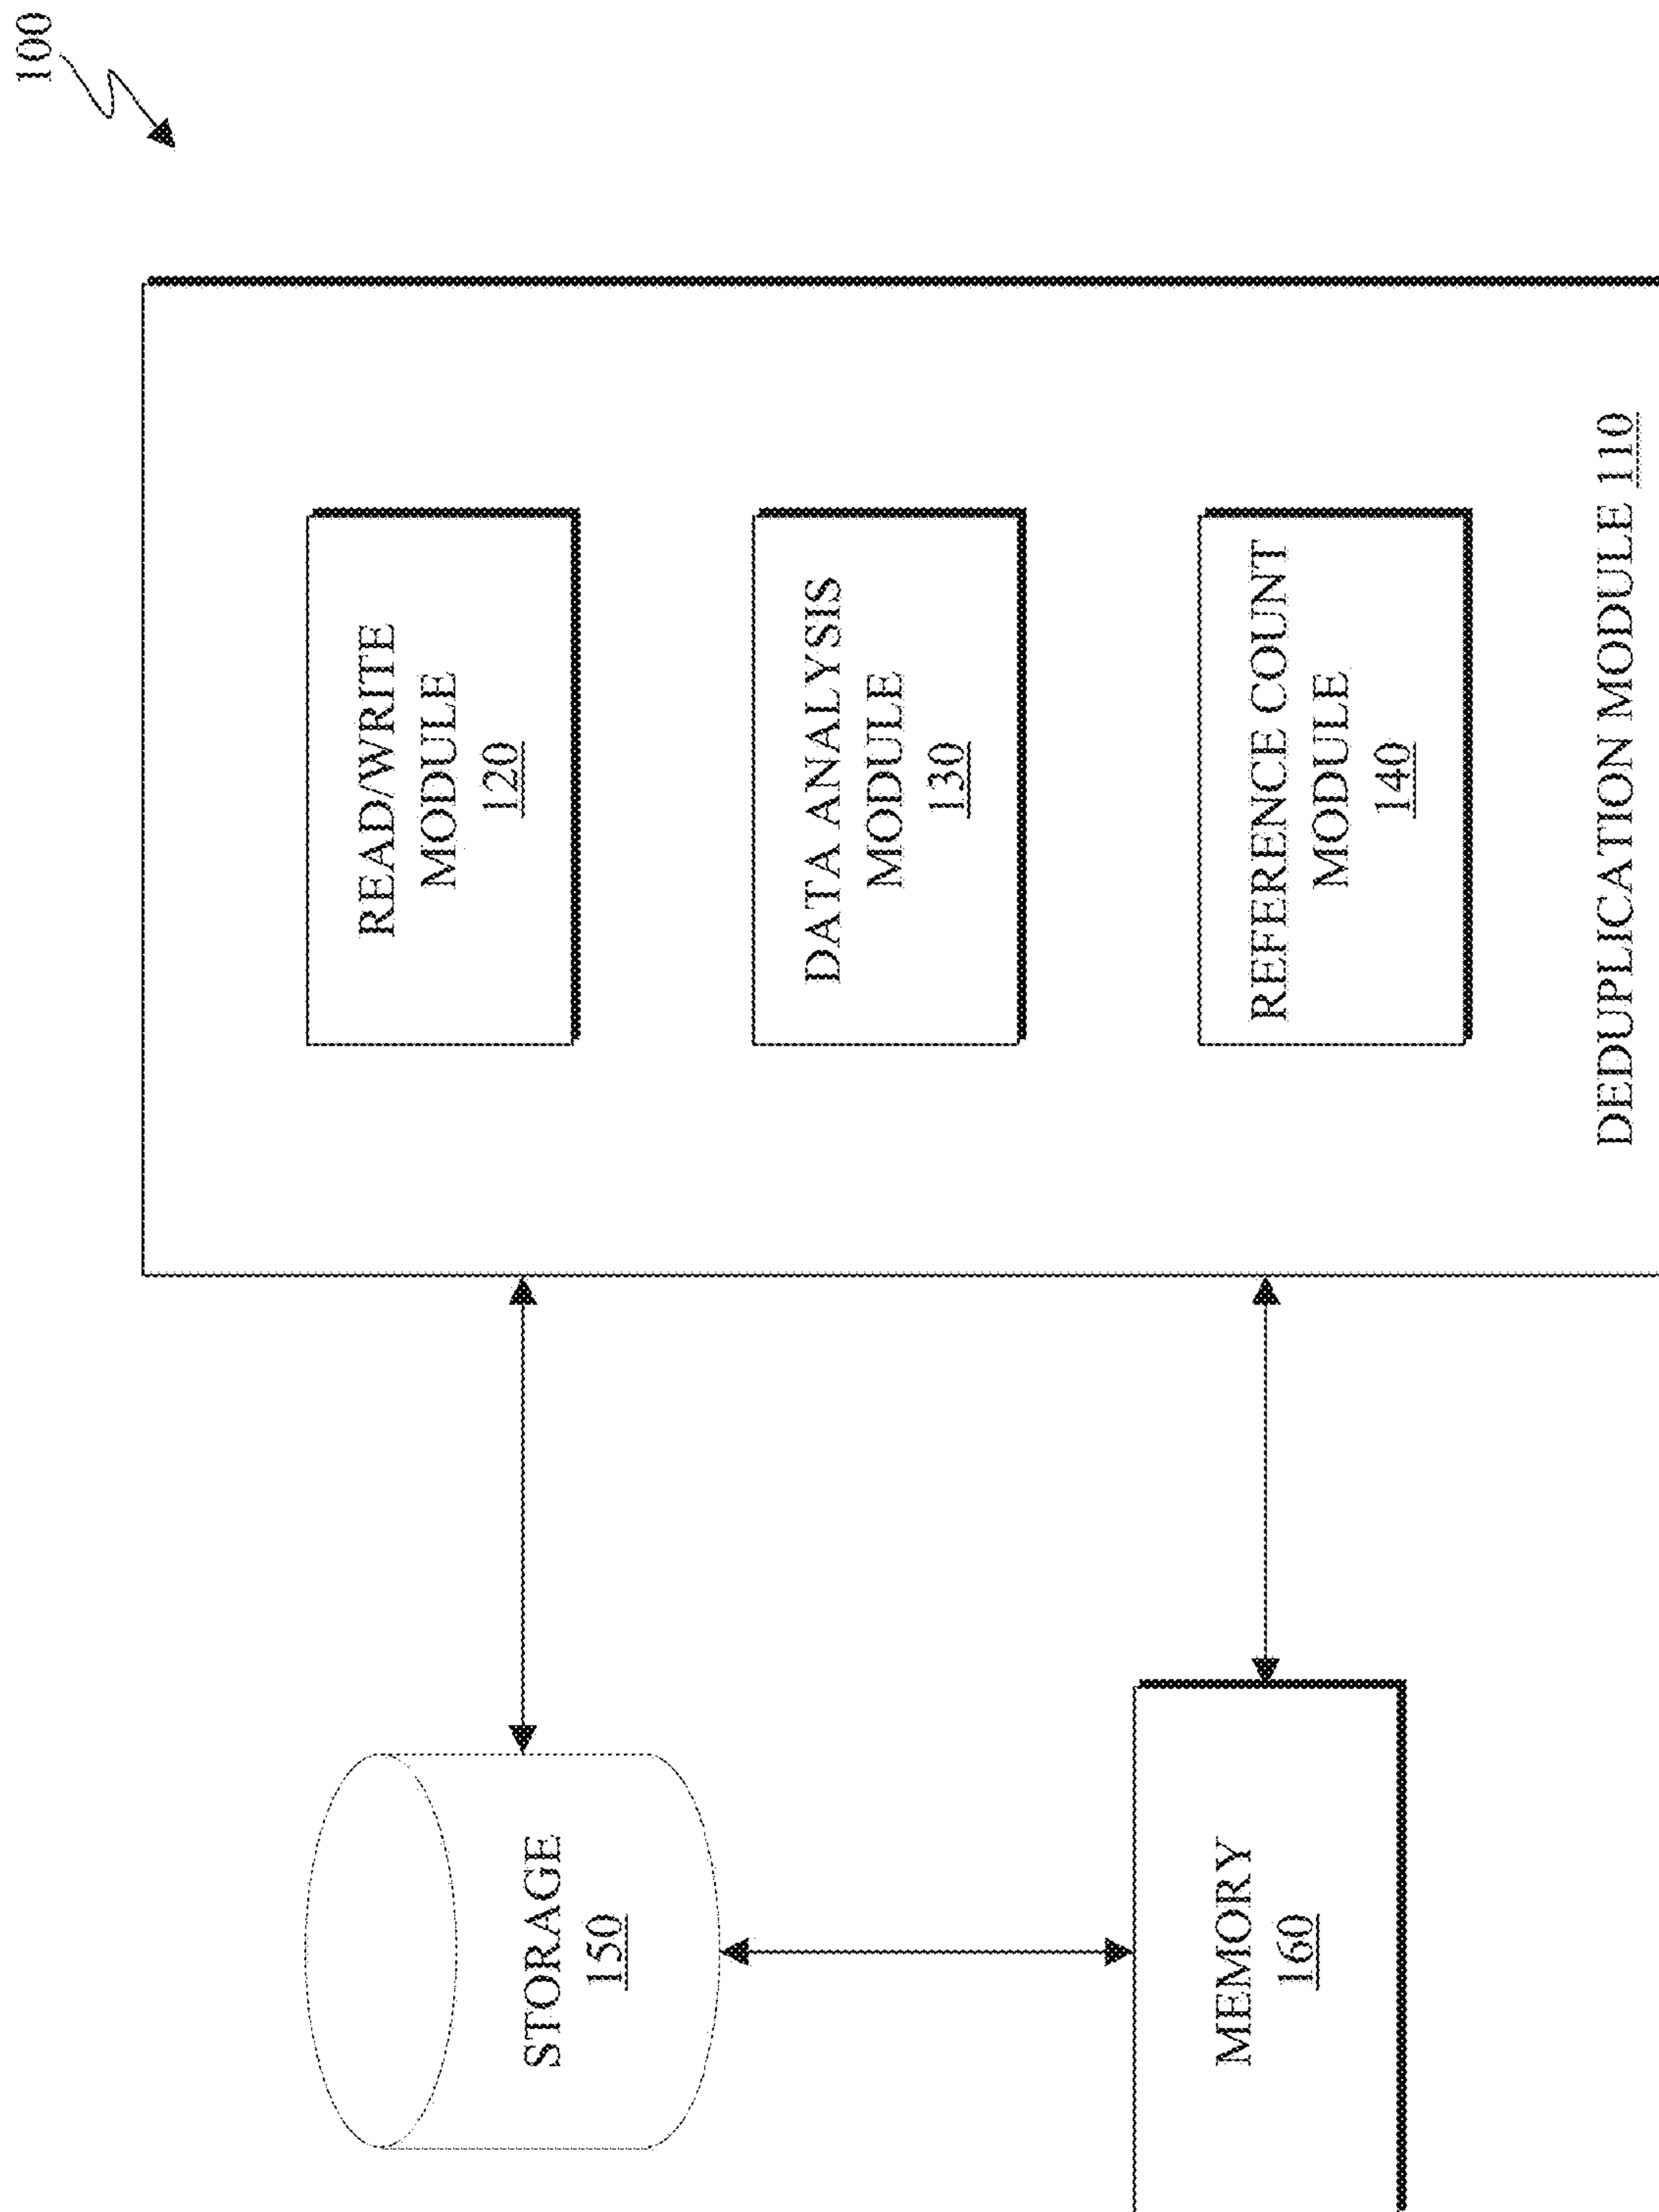 100
STORAGE
150
READ/WRITE
MODULE
120
DATA ANALYSIS
MODULE
130
MEMORY
160
REFERENCE COUNT
MODULE
140
DEDUPLICATION MODULE 110